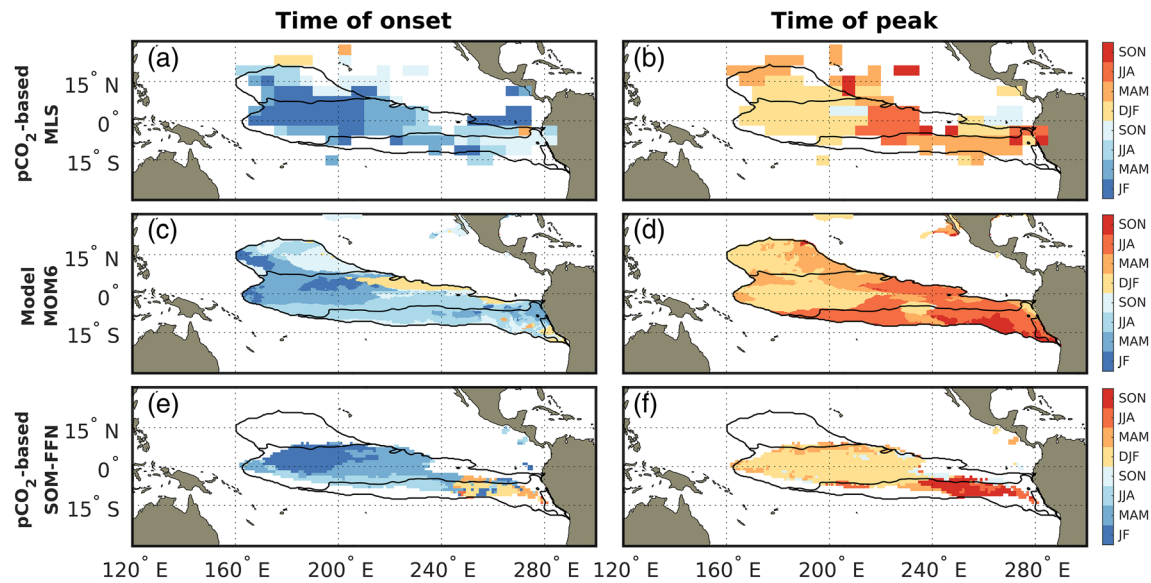 Time of onset
Time of peak
pCO₂-based
MLS
(a)
15° N
0°
15° S
(b)
SON
JJA
MAM
DJF
SON
JJA
MAM
JF
Model
MOM6
(c)
15° N
0°
15° S
(d)
SON
JJA
MAM
DJF
SON
JJA
MAM
JF
pCO₂-based
SOM-FFN
(e)
15° N
0°
15° S
(f)
SON
JJA
MAM
DJF
SON
JJA
MAM
JF
120° E 160° E 200° E 240° E 280° E
120° E 160° E 200° E 240° E 280° E